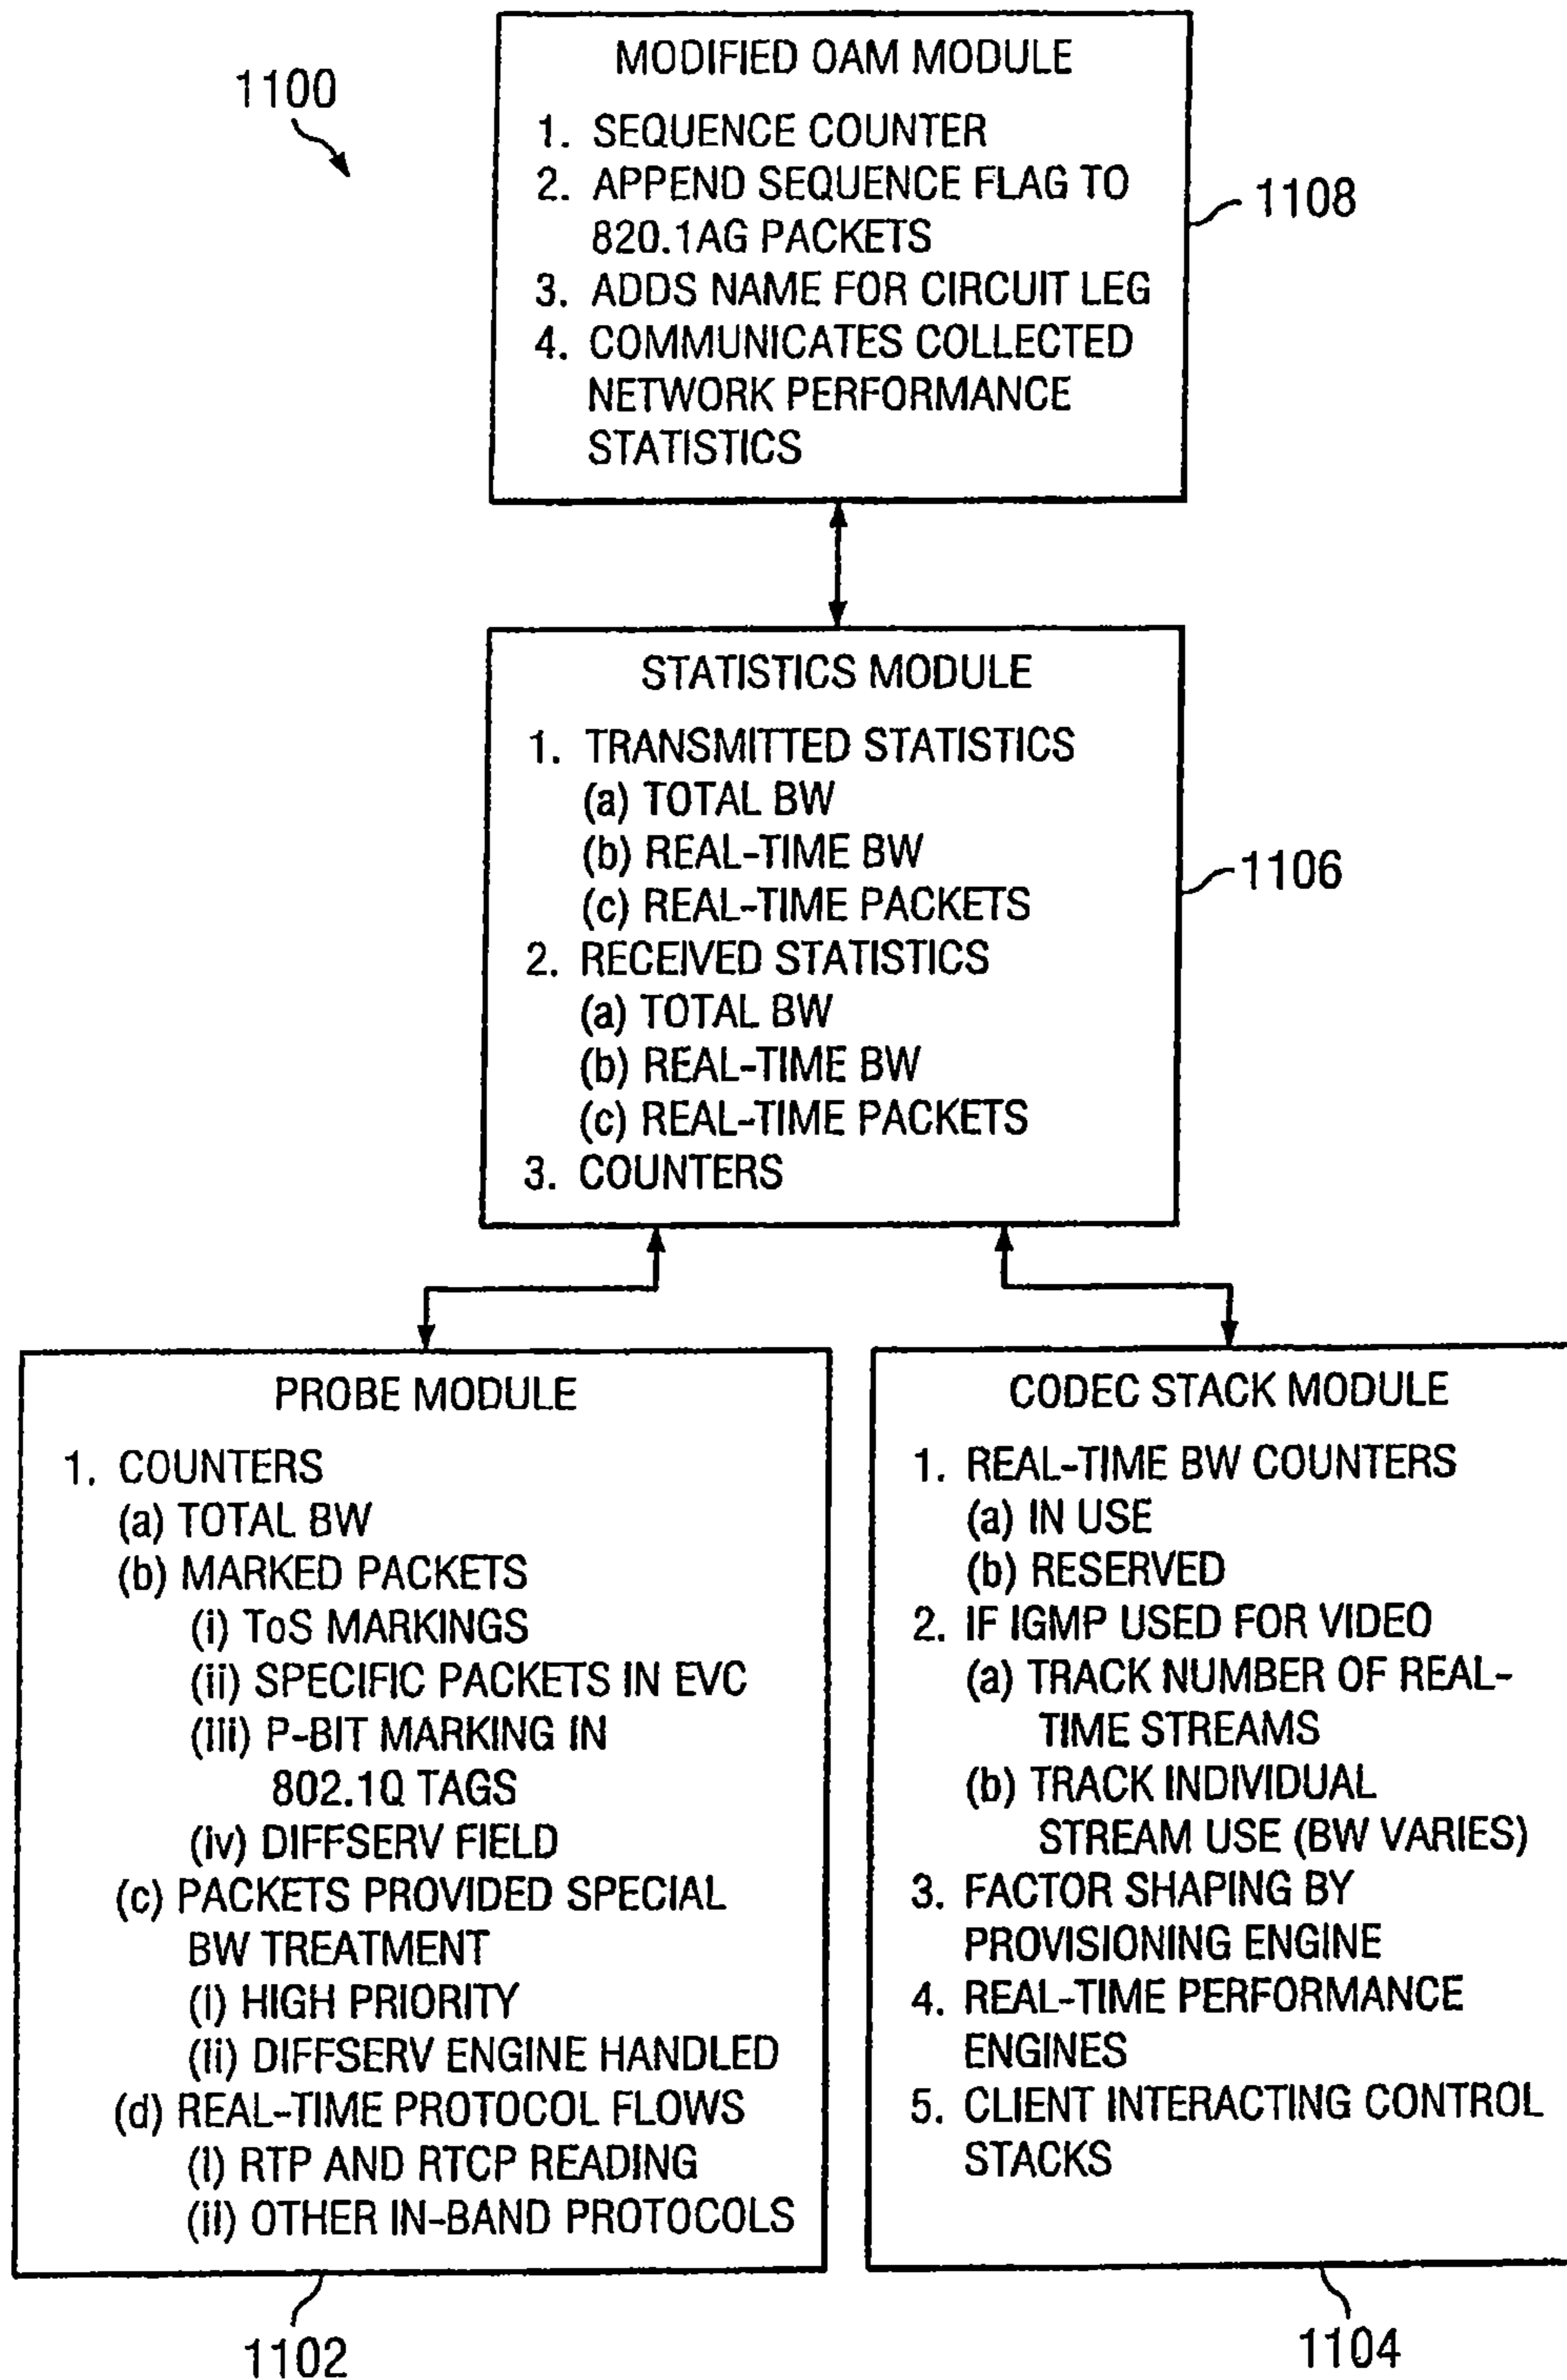 1100
MODIFIED OAM MODULE
1. SEQUENCE COUNTER
2. APPEND SEQUENCE FLAG TO
820.1AG PACKETS
3. ADDS NAME FOR CIRCUIT LEG
4. COMMUNICATES COLLECTED
NETWORK PERFORMANCE
STATISTICS
1108
STATISTICS MODULE
1. TRANSMITTED STATISTICS
(a) TOTAL BW
(b) REAL-TIME BW
(c) REAL-TIME PACKETS
2. RECEIVED STATISTICS
(a) TOTAL BW
(b) REAL-TIME BW
(c) REAL-TIME PACKETS
3. COUNTERS
1106
PROBE MODULE
1. COUNTERS
(a) TOTAL BW
(b) MARKED PACKETS
(i) ToS MARKINGS
(ii) SPECIFIC PACKETS IN EVC
(iii) P-BIT MARKING IN
802.1Q TAGS
(iv) DIFFSERV FIELD
(c) PACKETS PROVIDED SPECIAL
BW TREATMENT
(i) HIGH PRIORITY
(ii) DIFFSERV ENGINE HANDLED
(d) REAL-TIME PROTOCOL FLOWS
(i) RTP AND RTCP READING
(ii) OTHER IN-BAND PROTOCOLS
1102
CODEC STACK MODULE
1. REAL-TIME BW COUNTERS
(a) IN USE
(b) RESERVED
2. IF IGMP USED FOR VIDEO
(a) TRACK NUMBER OF REAL-
TIME STREAMS
(b) TRACK INDIVIDUAL
STREAM USE (BW VARIES)
3. FACTOR SHAPING BY
PROVISIONING ENGINE
4. REAL-TIME PERFORMANCE
ENGINES
5. CLIENT INTERACTING CONTROL
STACKS
1104